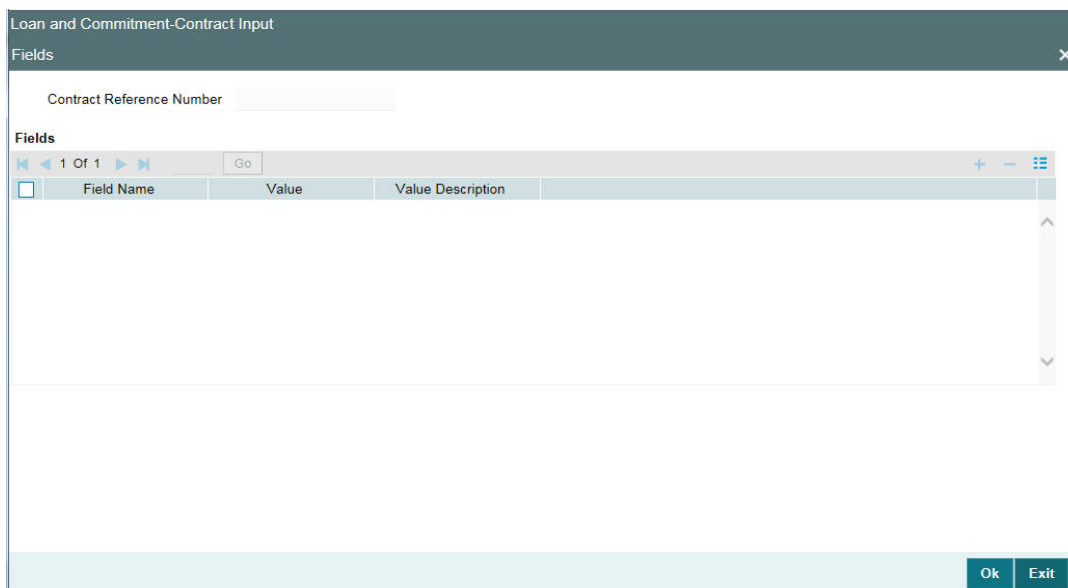 Loan and Commitment-Contract Input
Fields
Contract Reference Number
Fields
1 Of 1 Go
Field Name Value Value Description
Ok Exit